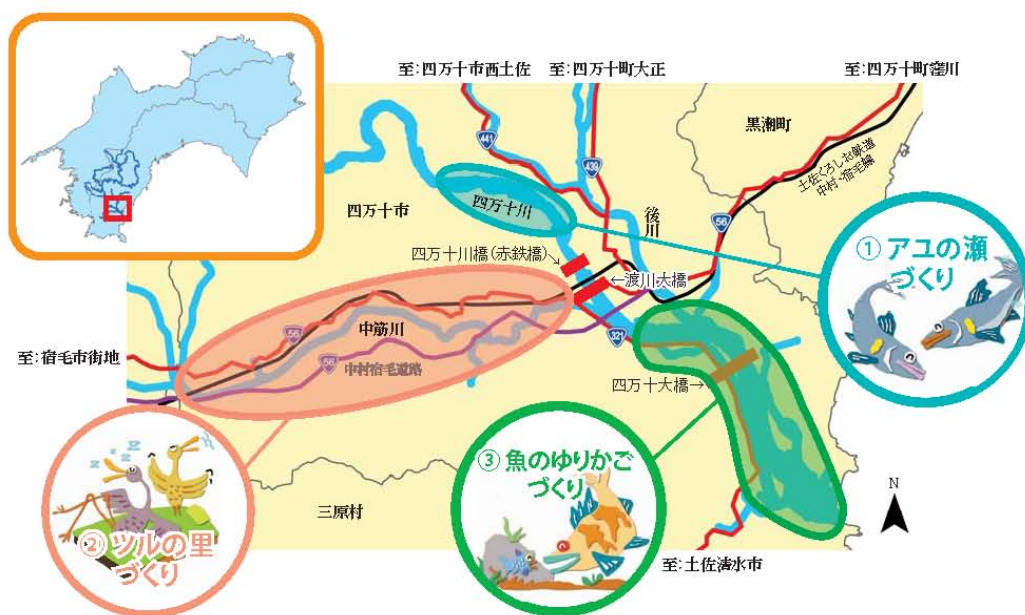 至：四万十市西土佐
至：四万十町大正
至：四万十町窪川
441
439
黒潮町
土佐くろしお鉄道
中村・宿毛線
四万十市
四万十川
後川
56
四万十川橋（赤鉄橋）
←渡川大橋
① アユの瀬
づくり
56
中筋川
321
至：宿毛市街地
56
中村宿毛道路
四万十大橋→
② ツルの里
づくり
三原村
③ 魚のゆりかご
づくり
N
至：土佐清水市